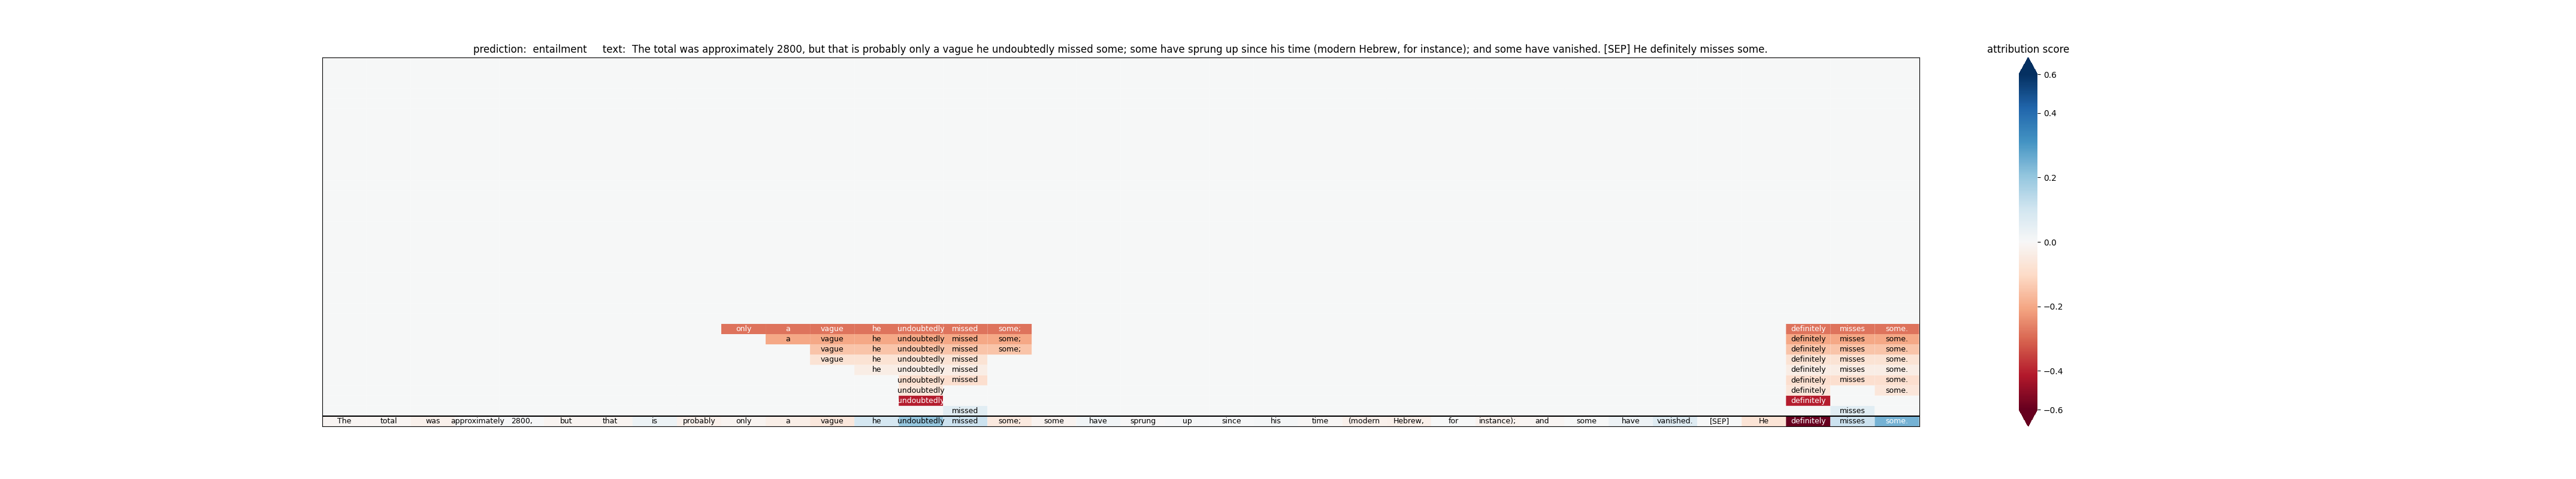 prediction:  entailment     text:  The total was approximately 2800, but that is probably only a vague he undoubtedly missed some; some have sprung up since his time (modern Hebrew, for instance); and some have vanished. [SEP] He definitely misses some.
attribution score
0.6
0.4
0.2
0.0
−0.2
−0.4
−0.6
only a vague he undoubtedly missed some; definitely misses some.
a vague he undoubtedly missed some; definitely misses some.
vague he undoubtedly missed some; definitely misses some.
vague he undoubtedly missed definitely misses some.
he undoubtedly missed definitely misses some.
undoubtedly missed definitely misses some.
undoubtedly definitely some.
undoubtedly definitely
missed misses
The total was approximately 2800, but that is probably only a vague he undoubtedly missed some; some have sprung up since his time (modern Hebrew, for instance); and some have vanished. [SEP] He definitely misses some.